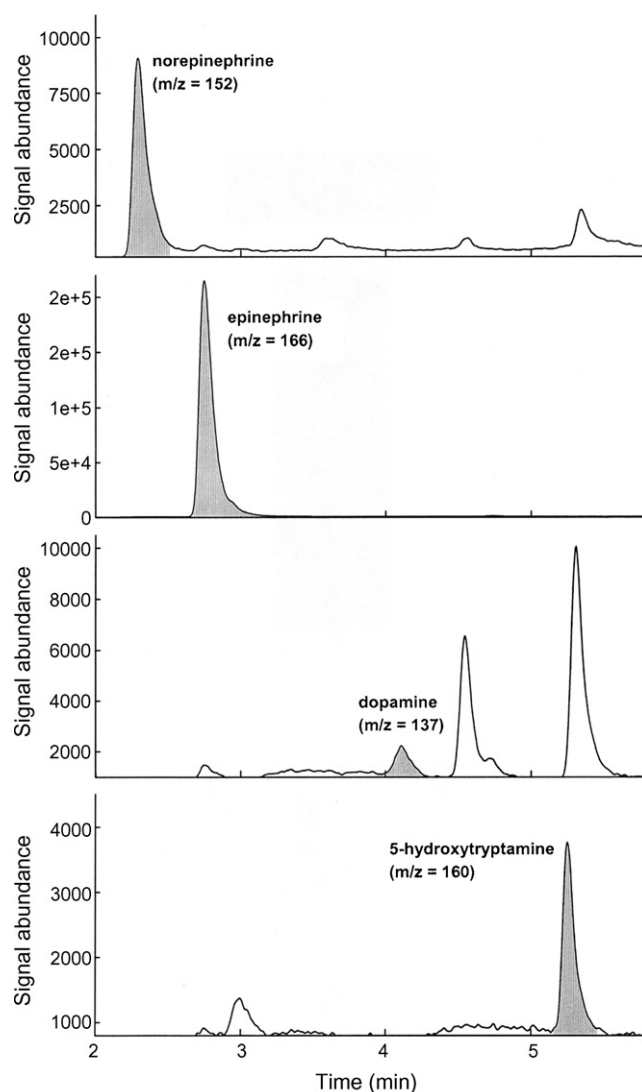 Signal abundance
10000
7500
5000
2500
norepinephrine
(m/z = 152)
Signal abundance
2e+5
2e+5
1e+5
5e+4
0
epinephrine
(m/z = 166)
Signal abundance
10000
8000
6000
4000
2000
dopamine
(m/z = 137)
Signal abundance
4000
3000
2000
1000
5-hydroxytryptamine
(m/z = 160)
2 3 4 5
Time (min)